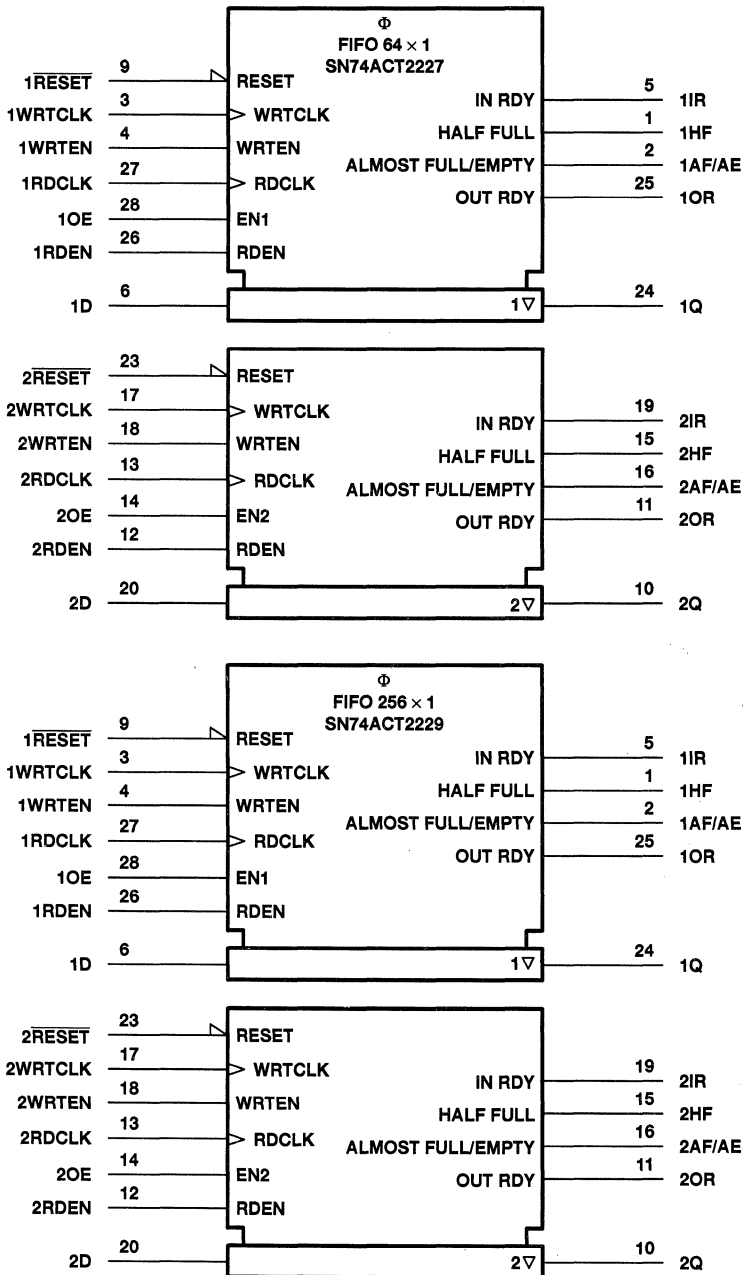 Φ
FIFO 64 × 1
SN74ACT2227
1RESET 9 RESET
1WRTCLK 3 WRTCLK
1WRTEN 4 WRTEN
1RDCLK 27 RDCLK
1OE 28 EN1
1RDEN 26 RDEN
IN RDY 5 1IR
HALF FULL 1 1HF
ALMOST FULL/EMPTY 2 1AF/AE
OUT RDY 25 1OR
1D 6 1▽ 24 1Q
2RESET 23 RESET
2WRTCLK 17 WRTCLK
2WRTEN 18 WRTEN
2RDCLK 13 RDCLK
2OE 14 EN2
2RDEN 12 RDEN
IN RDY 19 2IR
HALF FULL 15 2HF
ALMOST FULL/EMPTY 16 2AF/AE
OUT RDY 11 2OR
2D 20 2▽ 10 2Q
Φ
FIFO 256 × 1
SN74ACT2229
1RESET 9 RESET
1WRTCLK 3 WRTCLK
1WRTEN 4 WRTEN
1RDCLK 27 RDCLK
1OE 28 EN1
1RDEN 26 RDEN
IN RDY 5 1IR
HALF FULL 1 1HF
ALMOST FULL/EMPTY 2 1AF/AE
OUT RDY 25 1OR
1D 6 1▽ 24 1Q
2RESET 23 RESET
2WRTCLK 17 WRTCLK
2WRTEN 18 WRTEN
2RDCLK 13 RDCLK
2OE 14 EN2
2RDEN 12 RDEN
IN RDY 19 2IR
HALF FULL 15 2HF
ALMOST FULL/EMPTY 16 2AF/AE
OUT RDY 11 2OR
2D 20 2▽ 10 2Q